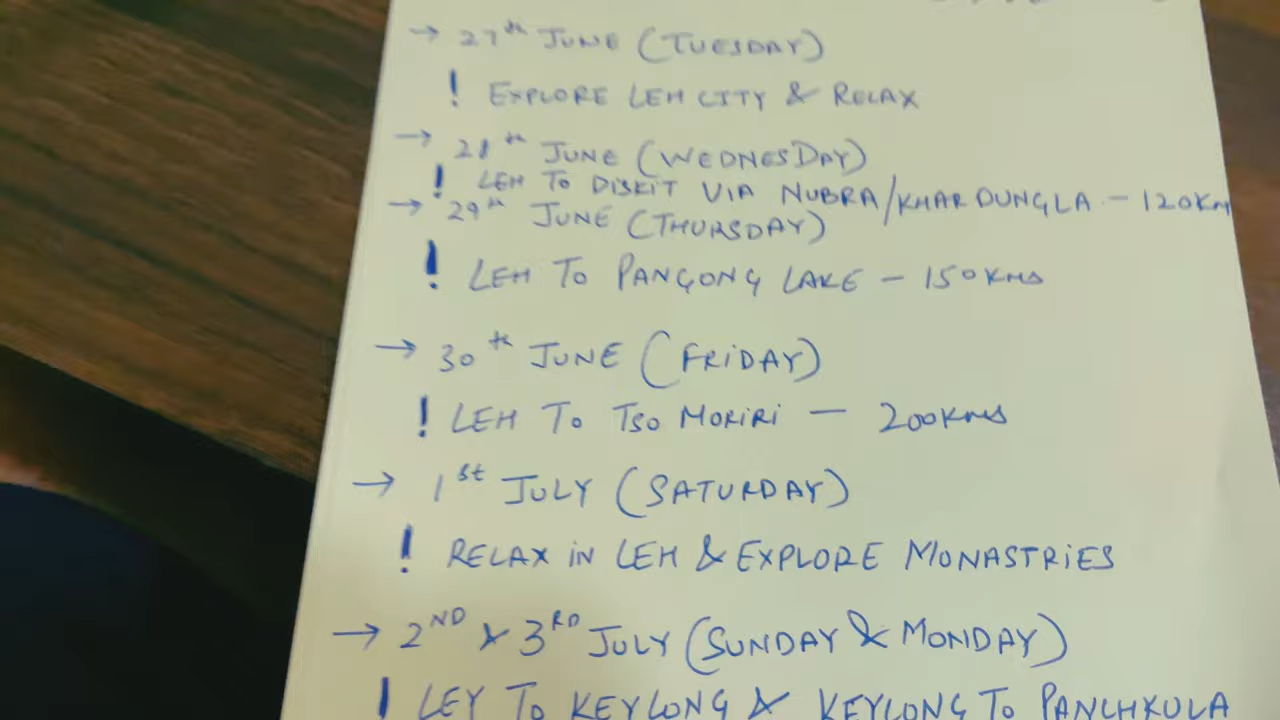 → 27th JUNE (TUESDAY)
! EXPLORE LEH CITY & RELAX
→ 28th JUNE (WEDNESDAY)
! LEH TO DISKIT VIA NUBRA/KHARDUNGLA - 120KM
→ 29th JUNE (THURSDAY)
! LEH TO PANGONG LAKE - 150KMS
→ 30th JUNE (FRIDAY)
! LEH TO TSO MORIRI - 200KMS
→ 1st JULY (SATURDAY)
! RELAX IN LEH & EXPLORE MONASTRIES
→ 2ND & 3RD JULY (SUNDAY & MONDAY)
! LEY TO KEYLONG & KEYLONG TO PANCHKULA